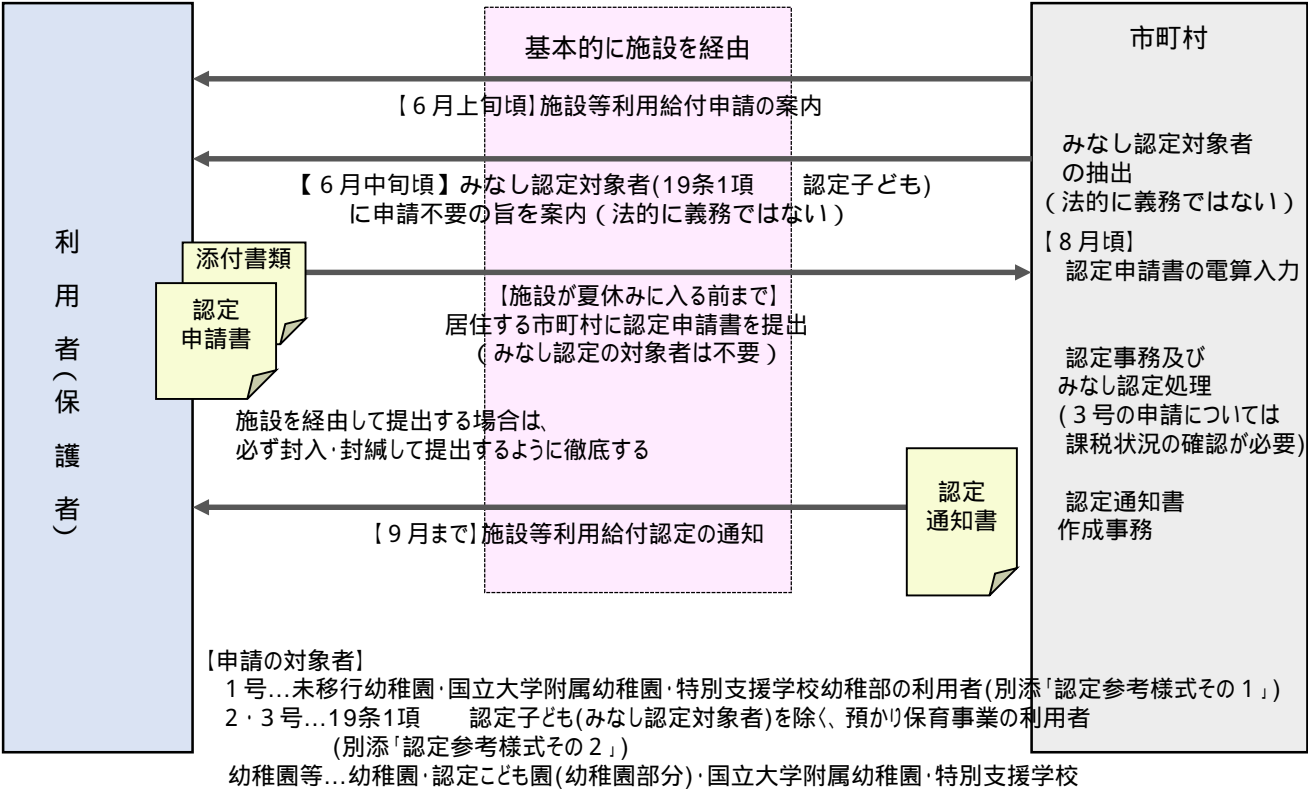 利用者(保護者)
基本的に施設を経由
市町村
【6月上旬頃】施設等利用給付申請の案内
【6月中旬頃】みなし認定対象者(19条1項　　認定子ども)
に申請不要の旨を案内（法的に義務ではない）
みなし認定対象者
の抽出
（法的に義務ではない）
【8月頃】
認定申請書の電算入力
添付書類
認定
申請書
【施設が夏休みに入る前まで】
居住する市町村に認定申請書を提出
（みなし認定の対象者は不要）
認定事務及び
みなし認定処理
(３号の申請については
課税状況の確認が必要)
施設を経由して提出する場合は、
必ず封入・封緘して提出するように徹底する
認定
通知書
認定通知書
作成事務
【9月まで】施設等利用給付認定の通知
【申請の対象者】
1号…未移行幼稚園・国立大学附属幼稚園・特別支援学校幼稚部の利用者(別添「認定参考様式その1」)
2・3号…19条1項　　認定子ども(みなし認定対象者)を除く、預かり保育事業の利用者
(別添「認定参考様式その2」)
幼稚園等…幼稚園・認定こども園(幼稚園部分)・国立大学附属幼稚園・特別支援学校